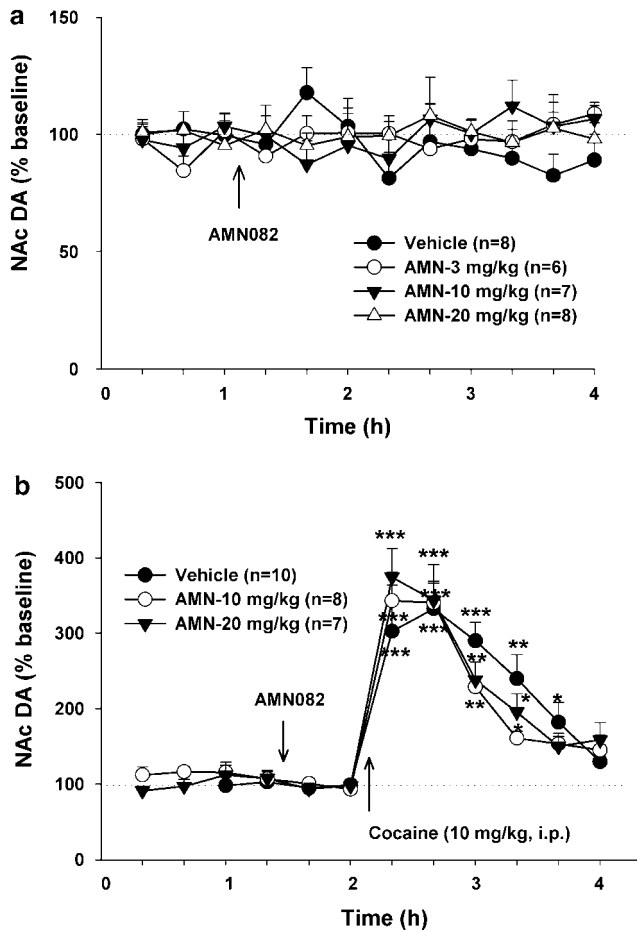 a
150
100
50
0
NAc DA (% baseline)
AMN082
Vehicle (n=8)
AMN-3 mg/kg (n=6)
AMN-10 mg/kg (n=7)
AMN-20 mg/kg (n=8)
0 1 2 3 4
Time (h)
b
500
400
300
200
100
0
NAc DA (% baseline)
Vehicle (n=10)
AMN-10 mg/kg (n=8)
AMN-20 mg/kg (n=7)
AMN082
*** ***
*** ***
*** *** ***
** **
** * *
*
Cocaine (10 mg/kg, i.p.)
0 1 2 3 4
Time (h)